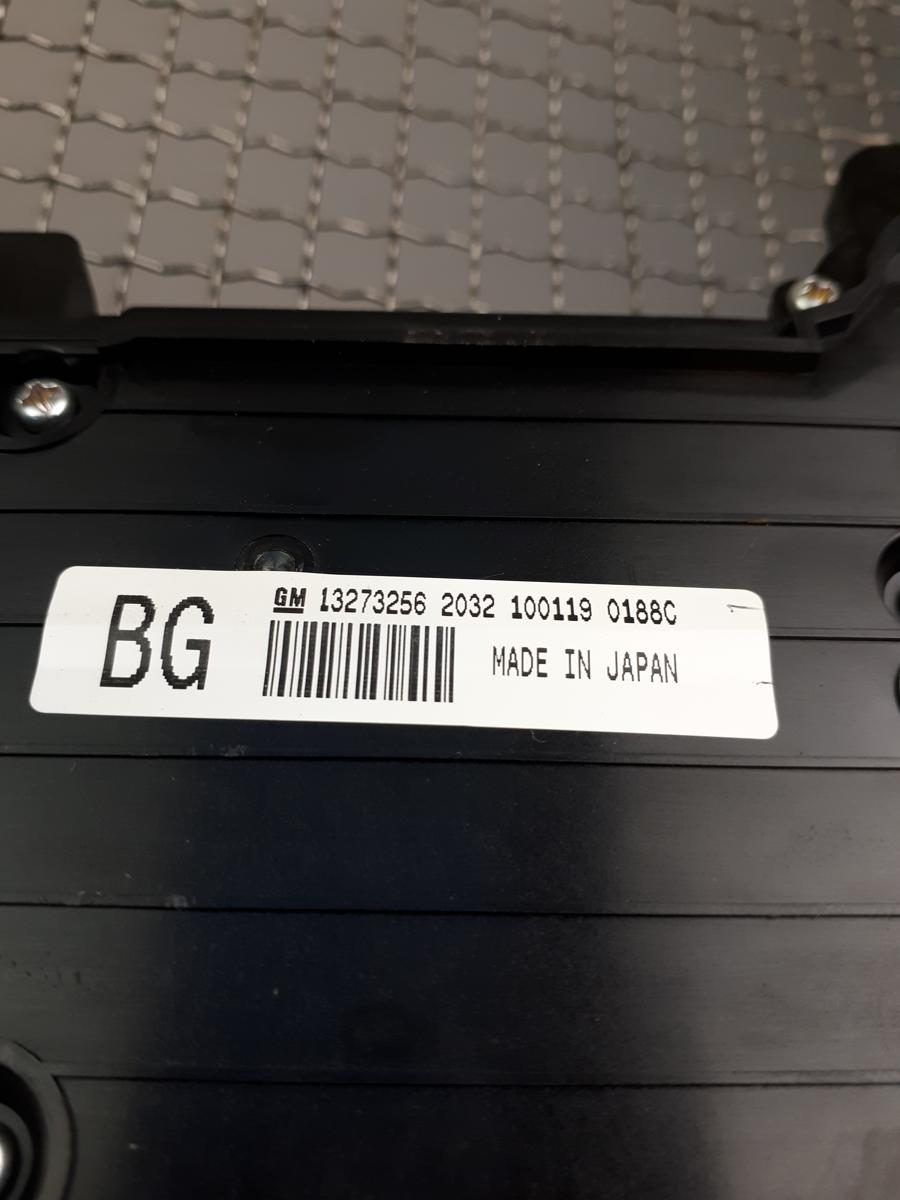 BG
GM 13273256 2032 100119 0188C
MADE IN JAPAN